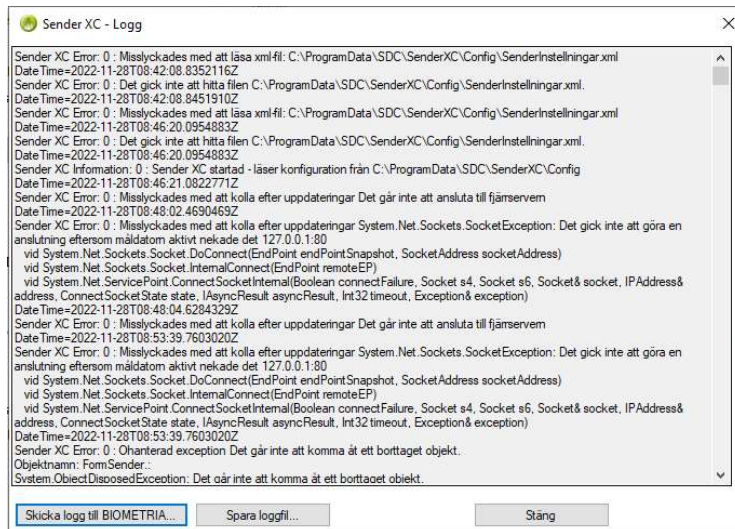 Sender XC - Logg
Sender XC Error: 0 : Misslyckades med att läsa xml-fil: C:\ProgramData\SDC\SenderXC\Config\SenderInstellningar.xml
DateTime=2022-11-28T08:42:08.8352116Z
Sender XC Error: 0 : Det gick inte att hitta filen C:\ProgramData\SDC\SenderXC\Config\SenderInstellningar.xml.
DateTime=2022-11-28T08:42:08.8451910Z
Sender XC Error: 0 : Misslyckades med att läsa xml-fil: C:\ProgramData\SDC\SenderXC\Config\SenderInstellningar.xml
DateTime=2022-11-28T08:46:20.0954883Z
Sender XC Error: 0 : Det gick inte att hitta filen C:\ProgramData\SDC\SenderXC\Config\SenderInstellningar.xml.
DateTime=2022-11-28T08:46:20.0954883Z
Sender XC Information: 0 : Sender XC startad - läser konfiguration från C:\ProgramData\SDC\SenderXC\Config
DateTime=2022-11-28T08:46:21.0822771Z
Sender XC Error: 0 : Misslyckades med att kolla efter uppdateringar Det går inte att ansluta till fjärrservern
DateTime=2022-11-28T08:48:02.4690469Z
Sender XC Error: 0 : Misslyckades med att kolla efter uppdateringar System.Net.Sockets.SocketException: Det gick inte att göra en
anslutning eftersom måldatorn aktivt nekade det 127.0.0.1:80
vid System.Net.Sockets.Socket.DoConnect(EndPoint endPointSnapshot, SocketAddress socketAddress)
vid System.Net.Sockets.Socket.InternalConnect(EndPoint remoteEP)
vid System.Net.ServicePoint.ConnectSocketInternal(Boolean connectFailure, Socket s4, Socket s6, Socket& socket, IPAddress&
address, ConnectSocketState state, IAsyncResult asyncResult, Int32 timeout, Exception& exception)
DateTime=2022-11-28T08:48:04.6284329Z
Sender XC Error: 0 : Misslyckades med att kolla efter uppdateringar Det går inte att ansluta till fjärrservern
DateTime=2022-11-28T08:53:39.7603020Z
Sender XC Error: 0 : Misslyckades med att kolla efter uppdateringar System.Net.Sockets.SocketException: Det gick inte att göra en
anslutning eftersom måldatorn aktivt nekade det 127.0.0.1:80
vid System.Net.Sockets.Socket.DoConnect(EndPoint endPointSnapshot, SocketAddress socketAddress)
vid System.Net.Sockets.Socket.InternalConnect(EndPoint remoteEP)
vid System.Net.ServicePoint.ConnectSocketInternal(Boolean connectFailure, Socket s4, Socket s6, Socket& socket, IPAddress&
address, ConnectSocketState state, IAsyncResult asyncResult, Int32 timeout, Exception& exception)
DateTime=2022-11-28T08:53:39.7603020Z
Sender XC Error: 0 : Ohanterad exception Det går inte att komma åt ett borttaget objekt.
Objektnamn: FormSender.:
System.ObjectDisposedException: Det går inte att komma åt ett borttaget objekt.
Skicka logg till BIOMETRIA... Spara loggfil... Stäng